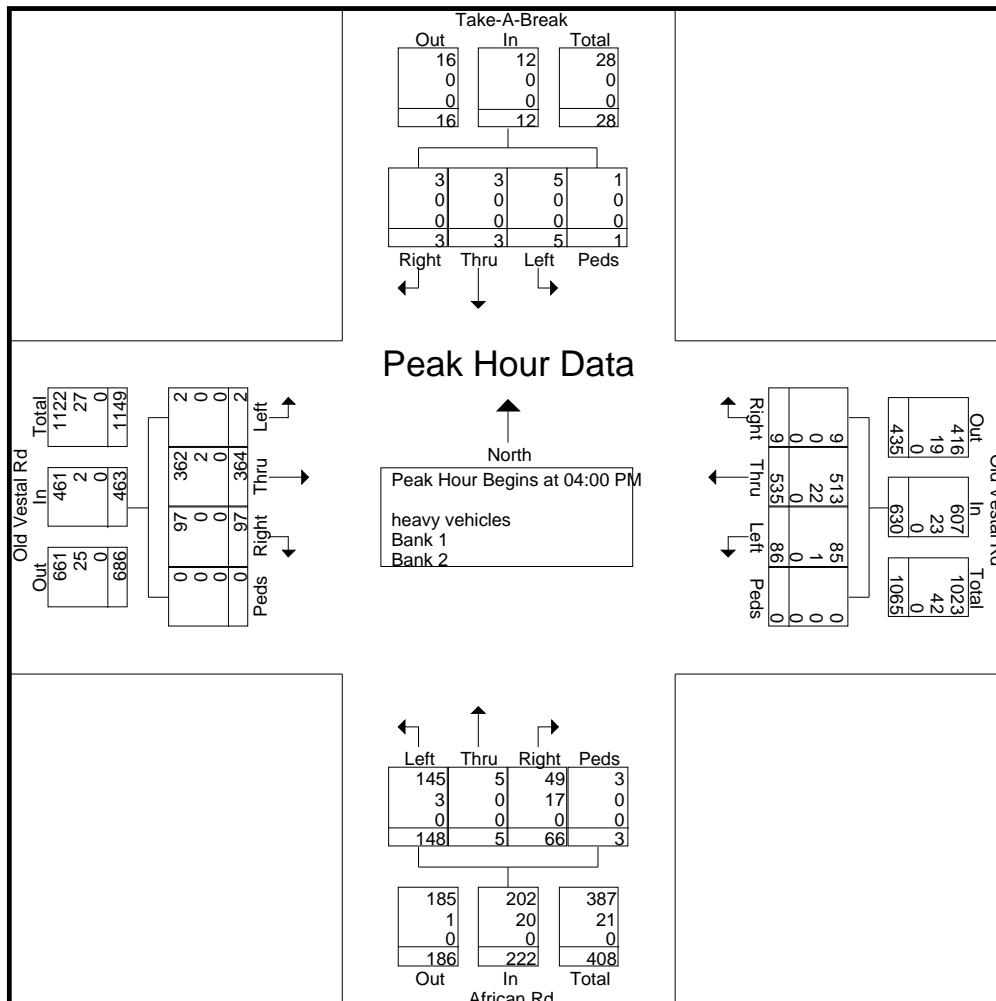 Take-A-Break
Out In Total
16 12 28
0 0 0
0 0 0
16 12 28
3 3 5 1
0 0 0 0
0 0 0 0
3 3 5 1
Right Thru Left Peds
Peak Hour Data
North
Peak Hour Begins at 04:00 PM
heavy vehicles
Bank 1
Bank 2
Old Vestal Rd
Out In Total
661 461 1122
25 2 27
0 0 0
686 463 1149
Peds Right Thru Left
0 97 362 2
0 0 2 0
0 0 0 0
0 97 364 2
Old Vestal Rd
Out In Total
416 607 1023
19 23 42
0 0 0
435 630 1065
Right Thru Left Peds
9 513 85 0
0 22 1 0
0 0 0 0
9 535 86 0
Left Thru Right Peds
145 5 49 3
3 0 17 0
0 0 0 0
148 5 66 3
185 202 387
1 20 21
0 0 0
186 222 408
Out In Total
African Rd